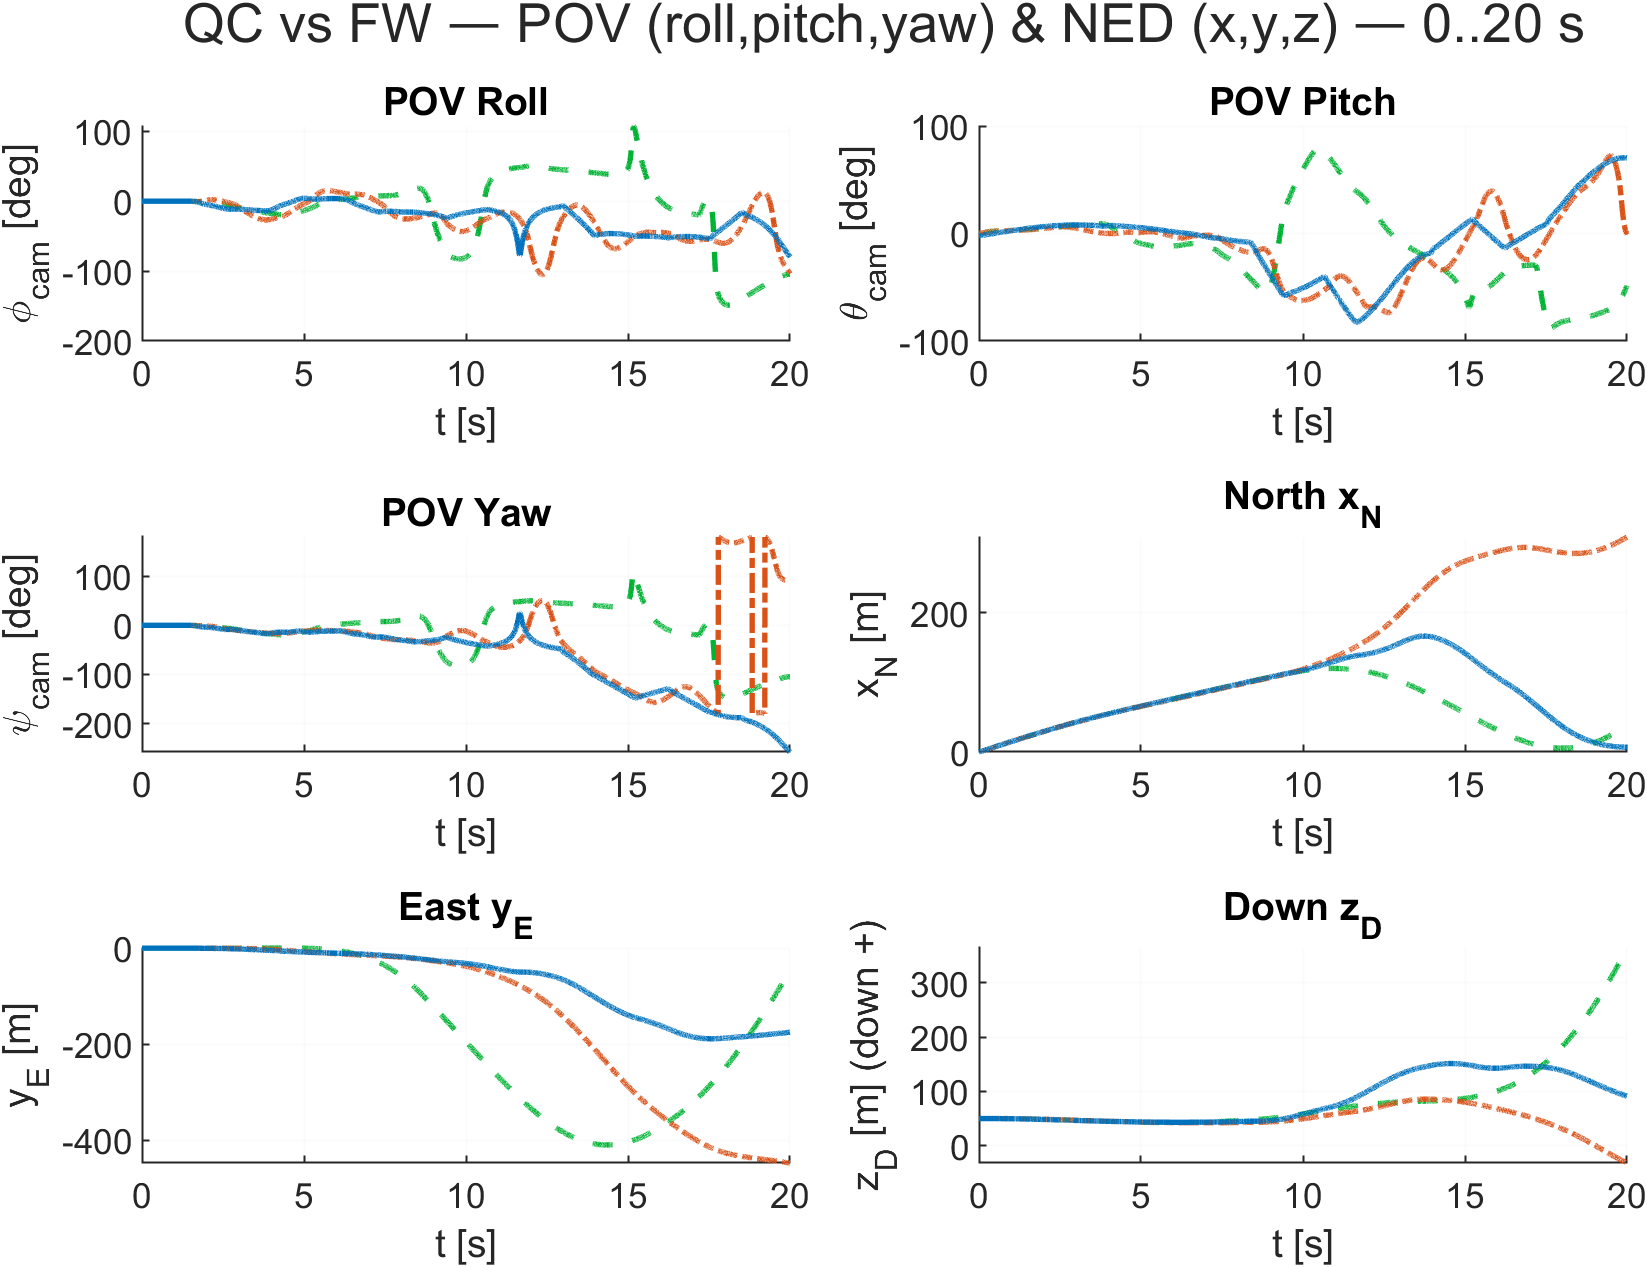 QC vs FW — POV (roll,pitch,yaw) & NED (x,y,z) — 0..20 s
POV Roll
ϕcam [deg]
100
0
-100
-200
0 5 10 15 20
t [s]
POV Pitch
θcam [deg]
100
0
-100
0 5 10 15 20
t [s]
POV Yaw
ψcam [deg]
100
0
-100
-200
0 5 10 15 20
t [s]
North xN
xN [m]
200
0
0 5 10 15 20
t [s]
East yE
yE [m]
0
-200
-400
0 5 10 15 20
t [s]
Down zD
zD [m] (down +)
300
200
100
0
0 5 10 15 20
t [s]